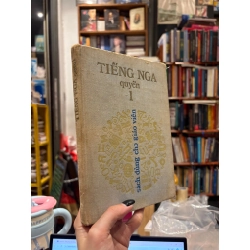 TIẾNG NGA
quyển
1
sách dùng cho giáo viên